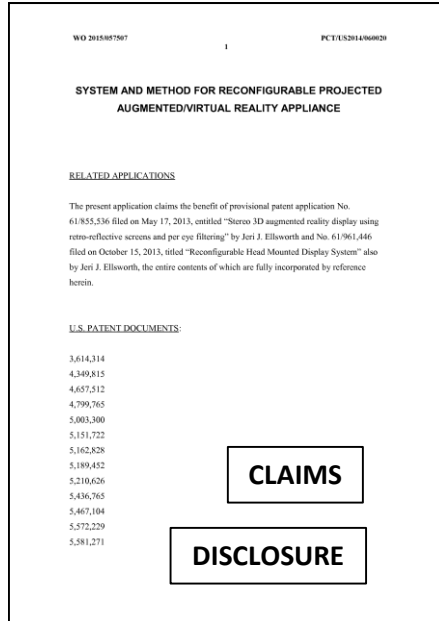 WO 2015/057507 PCT/US2014/060020
1
SYSTEM AND METHOD FOR RECONFIGURABLE PROJECTED
AUGMENTED/VIRTUAL REALITY APPLIANCE
RELATED APPLICATIONS
The present application claims the benefit of provisional patent application No.
61/855,536 filed on May 17, 2013, entitled “Stereo 3D augmented reality display using
retro-reflective screens and per eye filtering” by Jeri J. Ellsworth and No. 61/961,446
filed on October 15, 2013, titled “Reconfigurable Head Mounted Display System” also
by Jeri J. Ellsworth, the entire contents of which are fully incorporated by reference
herein.
U.S. PATENT DOCUMENTS:
3,614,314
4,349,815
4,657,512
4,799,765
5,003,300
5,151,722
5,162,828
5,189,452
5,210,626
5,436,765
5,467,104
5,572,229
5,581,271
CLAIMS
DISCLOSURE